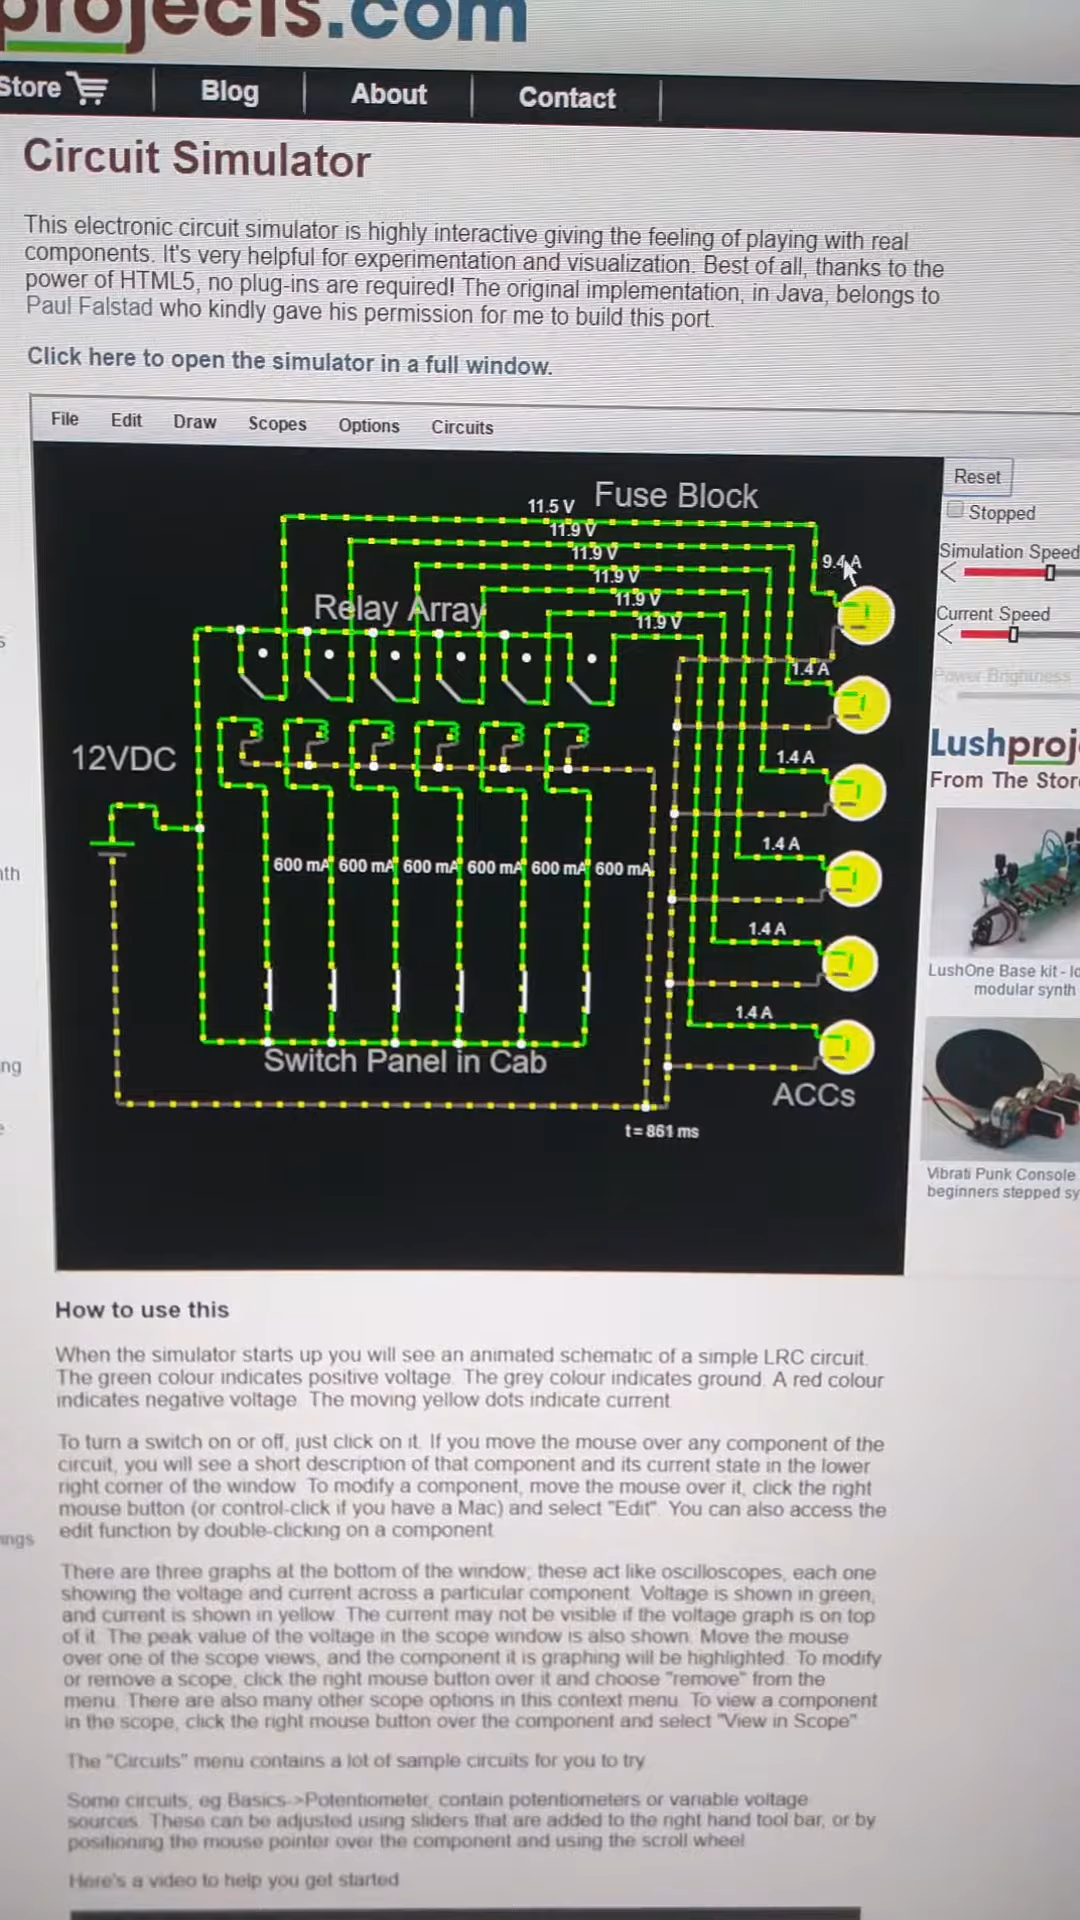 projects.com
Store
Blog
About
Contact
Circuit Simulator
This electronic circuit simulator is highly interactive giving the feeling of playing with real
components. It's very helpful for experimentation and visualization. Best of all, thanks to the
power of HTML5, no plug-ins are required! The original implementation, in Java, belongs to
Paul Falstad who kindly gave his permission for me to build this port.
Click here to open the simulator in a full window.
File Edit Draw Scopes Options Circuits
Reset
Stopped
Simulation Speed
Current Speed
Power Brightness
Fuse Block
11.5 V
11.9 V
11.9 V
11.9 V
11.9 V
11.9 V
9.4 A
Relay Array
1.4 A
1.4 A
1.4 A
1.4 A
1.4 A
12VDC
600 mA 600 mA 600 mA 600 mA 600 mA 600 mA
Switch Panel in Cab
ACCs
t = 861 ms
Lushproj
From The Stor
LushOne Base kit - lo
modular synth
Vibrati Punk Console
beginners stepped sy
nth
ng
ings
How to use this
When the simulator starts up you will see an animated schematic of a simple LRC circuit.
The green colour indicates positive voltage. The grey colour indicates ground. A red colour
indicates negative voltage. The moving yellow dots indicate current.
To turn a switch on or off, just click on it. If you move the mouse over any component of the
circuit, you will see a short description of that component and its current state in the lower
right corner of the window. To modify a component, move the mouse over it, click the right
mouse button (or control-click if you have a Mac) and select "Edit". You can also access the
edit function by double-clicking on a component
There are three graphs at the bottom of the window; these act like oscilloscopes, each one
showing the voltage and current across a particular component. Voltage is shown in green,
and current is shown in yellow. The current may not be visible if the voltage graph is on top
of it. The peak value of the voltage in the scope window is also shown. Move the mouse
over one of the scope views, and the component it is graphing will be highlighted. To modify
or remove a scope, click the right mouse button over it and choose "remove" from the
menu. There are also many other scope options in this context menu. To view a component
in the scope, click the right mouse button over the component and select "View in Scope"
The "Circuits" menu contains a lot of sample circuits for you to try
Some circuits, eg Basics->Potentiometer, contain potentiometers or variable voltage
sources. These can be adjusted using sliders that are added to the right hand tool bar, or by
positioning the mouse pointer over the component and using the scroll wheel
Here's a video to help you get started